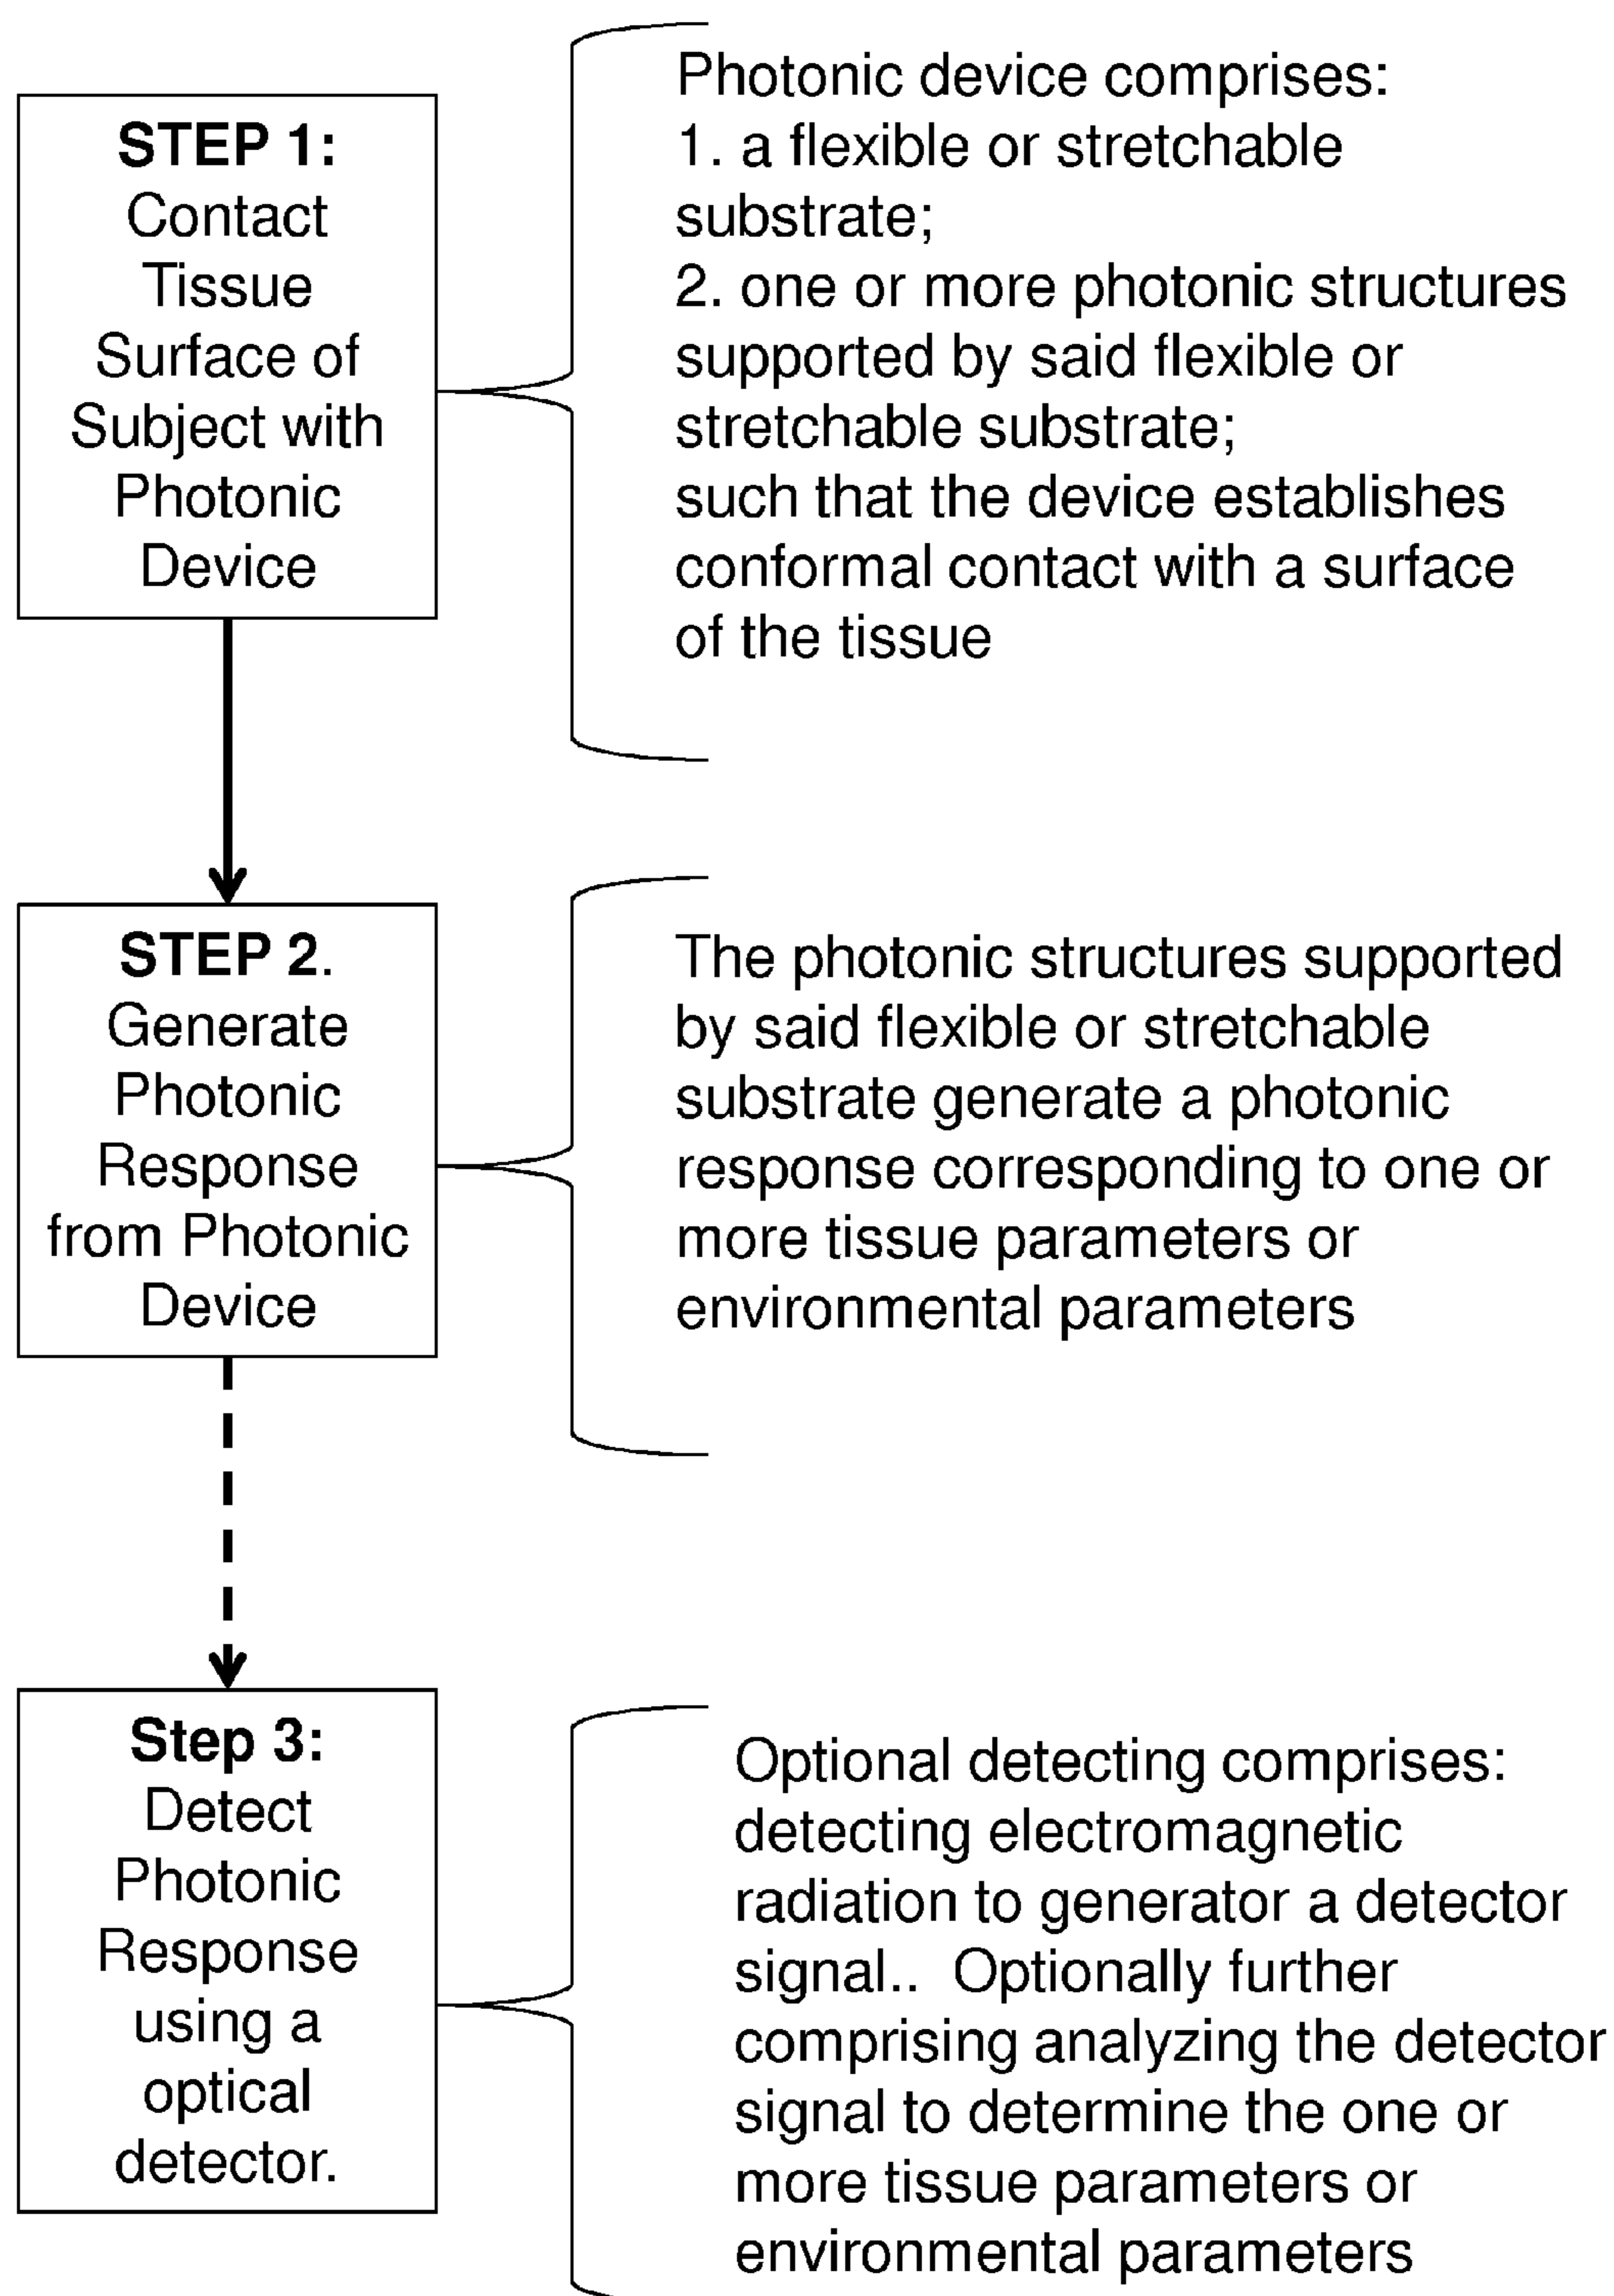 STEP 1:
Contact
Tissue
Surface of
Subject with
Photonic
Device
Photonic device comprises:
1. a flexible or stretchable
substrate;
2. one or more photonic structures
supported by said flexible or
stretchable substrate;
such that the device establishes
conformal contact with a surface
of the tissue
STEP 2.
Generate
Photonic
Response
from Photonic
Device
The photonic structures supported
by said flexible or stretchable
substrate generate a photonic
response corresponding to one or
more tissue parameters or
environmental parameters
Step 3:
Detect
Photonic
Response
using a
optical
detector.
Optional detecting comprises:
detecting electromagnetic
radiation to generator a detector
signal..  Optionally further
comprising analyzing the detector
signal to determine the one or
more tissue parameters or
environmental parameters